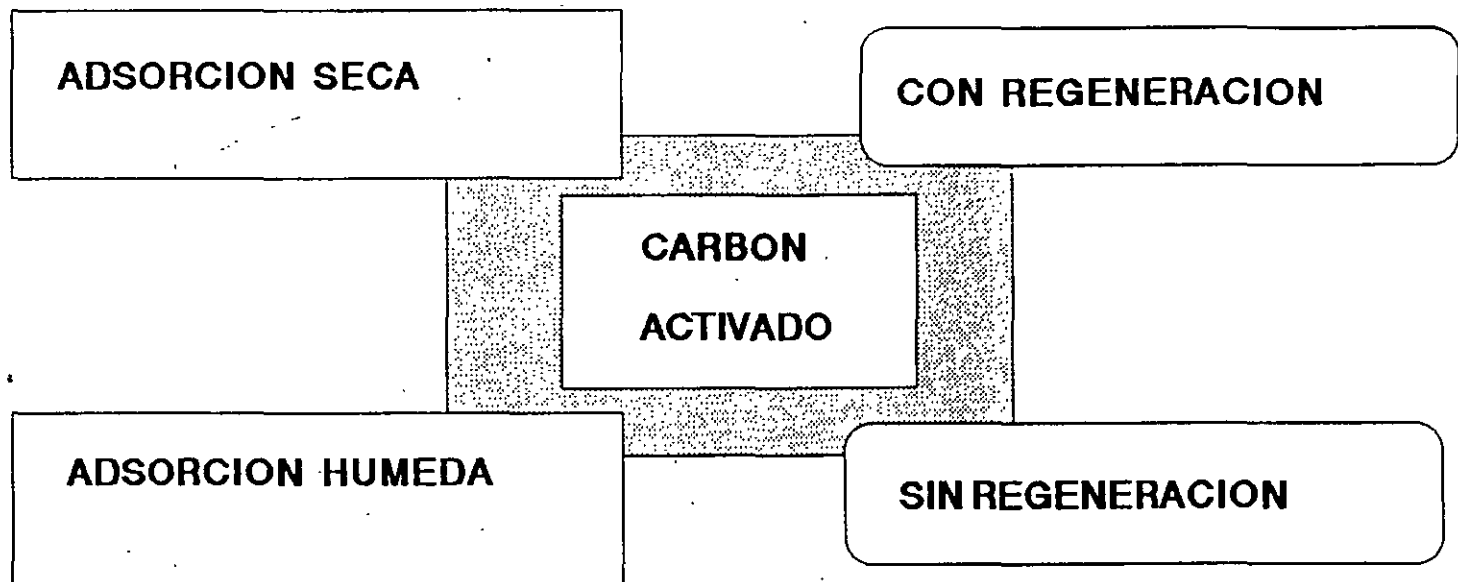 ADSORCION SECA
CON REGENERACION
CARBON
ACTIVADO
ADSORCION HUMEDA
SIN REGENERACION